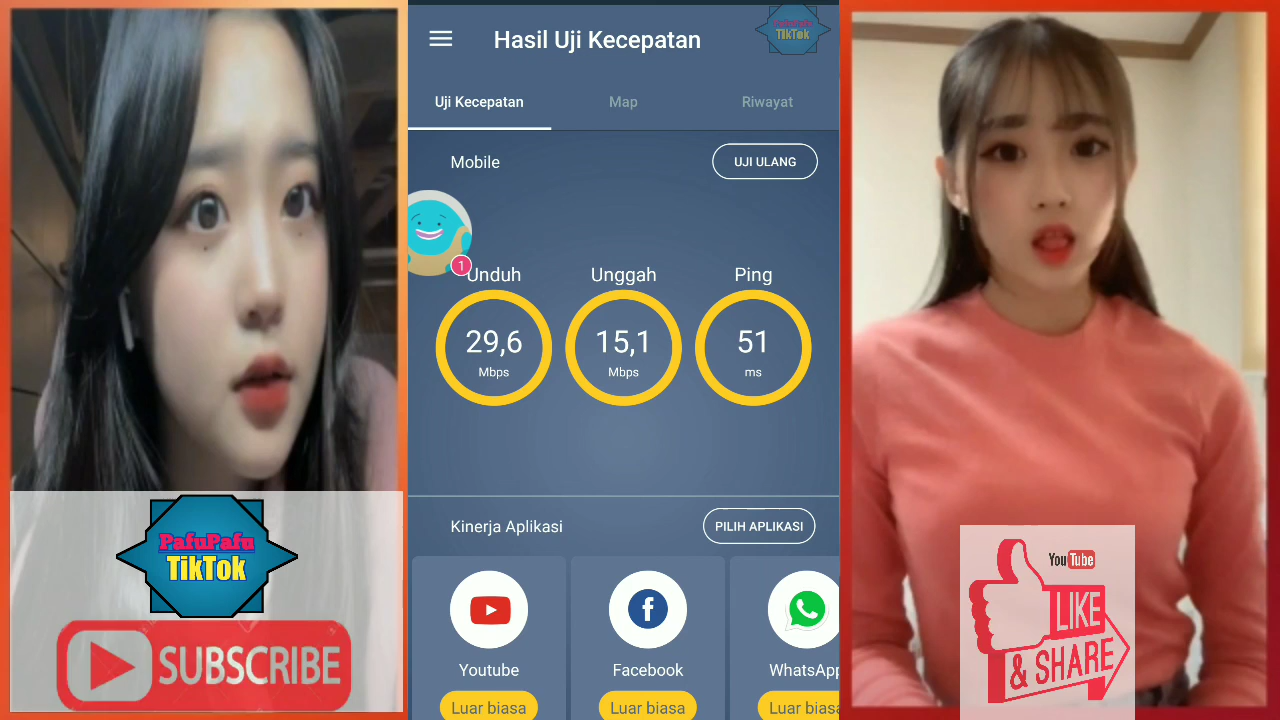 PafuPafu
TikTok
SUBSCRIBE
Hasil Uji Kecepatan
PafuPafu
TikTok
Uji Kecepatan
Map
Riwayat
Mobile
UJI ULANG
1
Unduh
Unggah
Ping
29,6
15,1
51
Mbps
Mbps
ms
Kinerja Aplikasi
PILIH APLIKASI
Youtube
Facebook
WhatsApp
Luar biasa
Luar biasa
Luar biasa
YouTube
LIKE
& SHARE